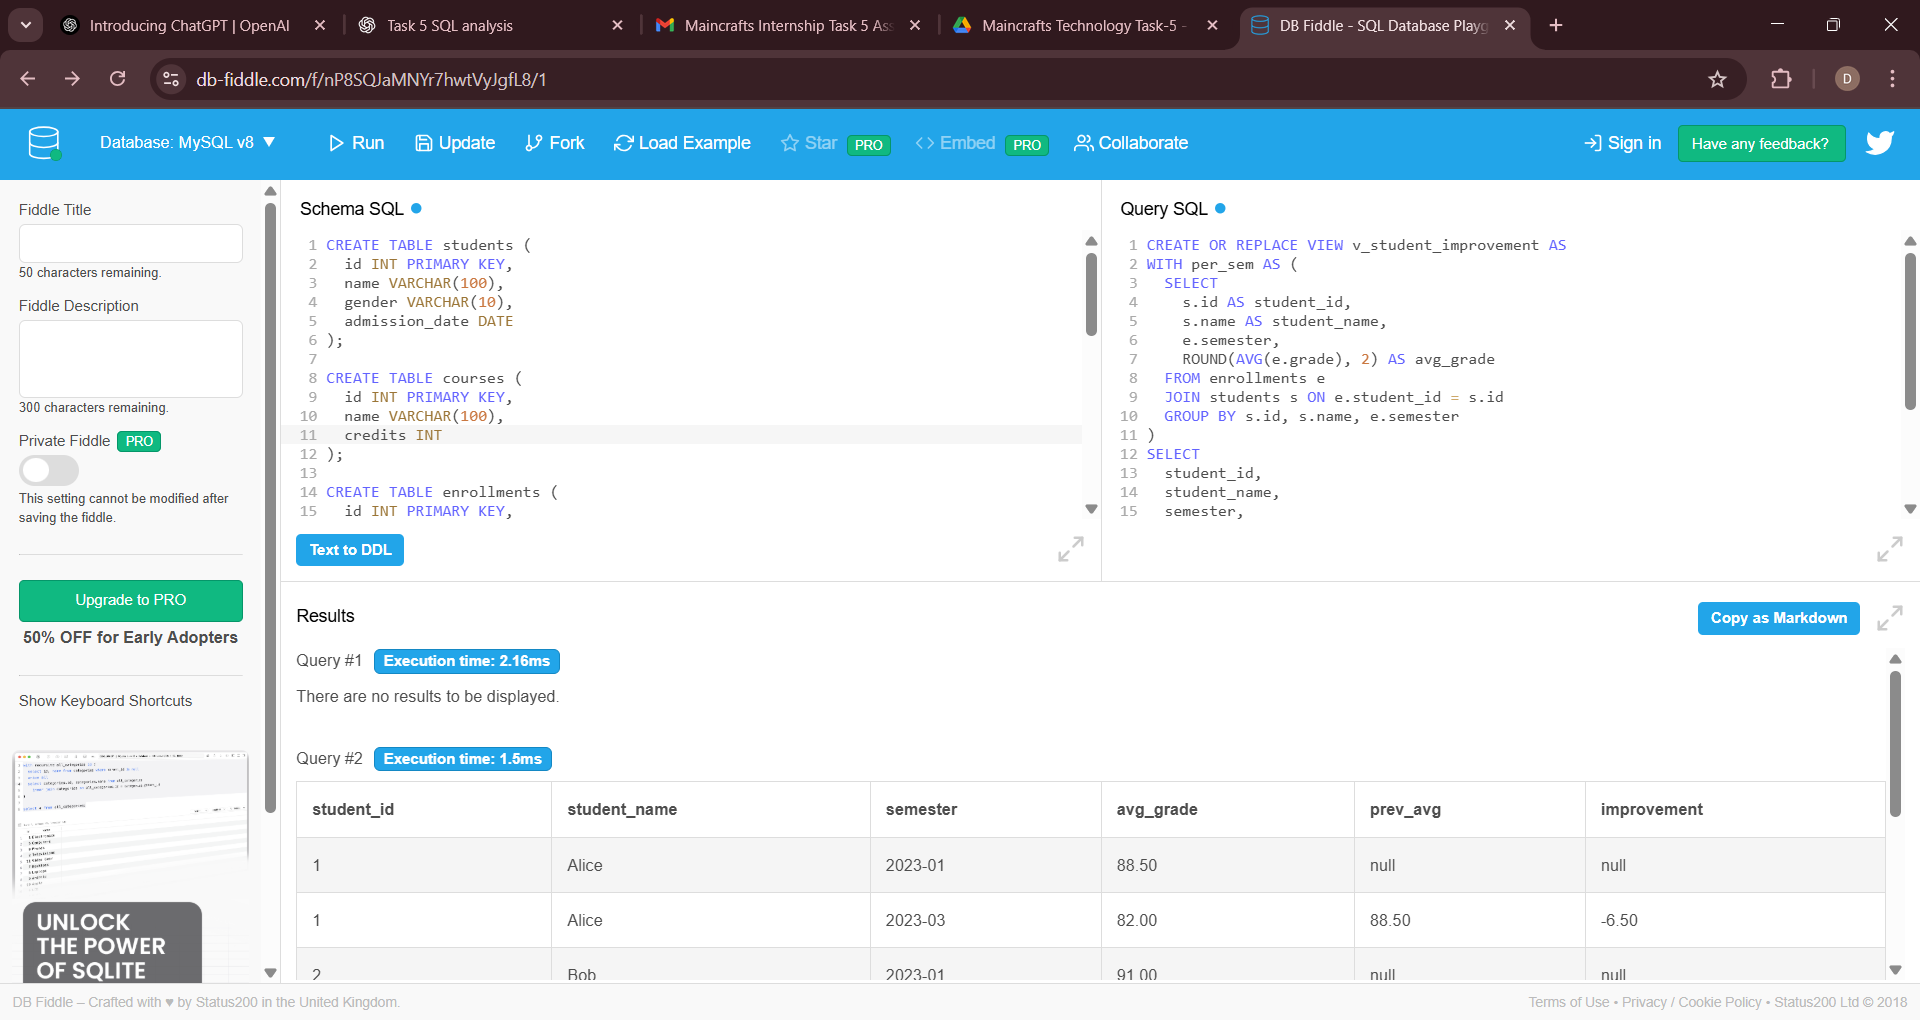 Introducing ChatGPT | OpenAI
Task 5 SQL analysis
Maincrafts Internship Task 5 Ass
Maincrafts Technology Task-5 -
DB Fiddle - SQL Database Playg
db-fiddle.com/f/nP8SQJaMNYr7hwtVyJgfL8/1
D
Database: MySQL v8 ▼
Run
Update
Fork
Load Example
Star PRO
Embed PRO
Collaborate
Sign in
Have any feedback?
Fiddle Title
50 characters remaining.
Fiddle Description
300 characters remaining.
Private Fiddle PRO
This setting cannot be modified after
saving the fiddle.
Upgrade to PRO
50% OFF for Early Adopters
Show Keyboard Shortcuts
UNLOCK
THE POWER
OF SQLITE
Schema SQL
1 CREATE TABLE students (
2 id INT PRIMARY KEY,
3 name VARCHAR(100),
4 gender VARCHAR(10),
5 admission_date DATE
6 );
7
8 CREATE TABLE courses (
9 id INT PRIMARY KEY,
10 name VARCHAR(100),
11 credits INT
12 );
13
14 CREATE TABLE enrollments (
15 id INT PRIMARY KEY,
Text to DDL
Query SQL
1 CREATE OR REPLACE VIEW v_student_improvement AS
2 WITH per_sem AS (
3 SELECT
4 s.id AS student_id,
5 s.name AS student_name,
6 e.semester,
7 ROUND(AVG(e.grade), 2) AS avg_grade
8 FROM enrollments e
9 JOIN students s ON e.student_id = s.id
10 GROUP BY s.id, s.name, e.semester
11 )
12 SELECT
13 student_id,
14 student_name,
15 semester,
Results
Copy as Markdown
Query #1 Execution time: 2.16ms
There are no results to be displayed.
Query #2 Execution time: 1.5ms
student_id student_name semester avg_grade prev_avg improvement
1 Alice 2023-01 88.50 null null
1 Alice 2023-03 82.00 88.50 -6.50
2 Bob 2023-01 91.00 null null
DB Fiddle – Crafted with ♥ by Status200 in the United Kingdom.
Terms of Use • Privacy / Cookie Policy • Status200 Ltd © 2018